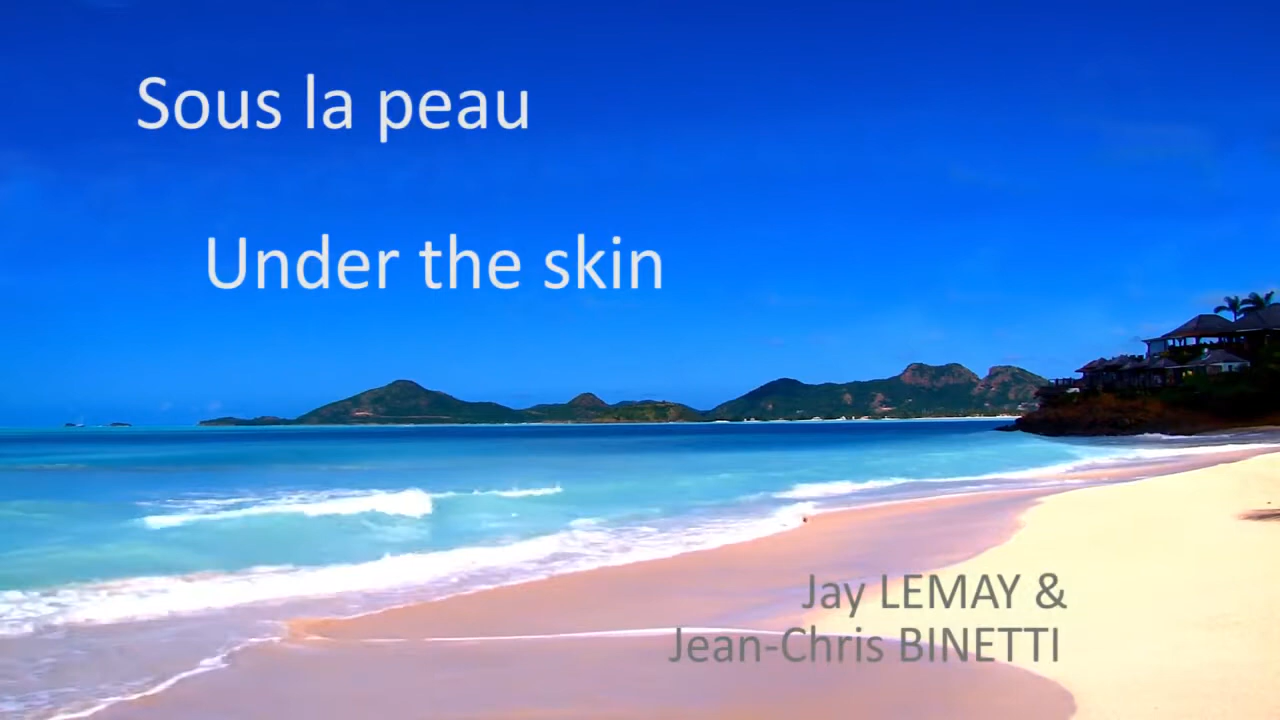 Sous la peau
Under the skin
Jay LEMAY &
Jean-Chris BINETTI